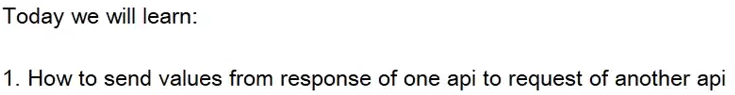 Today we will learn:
1. How to send values from response of one api to request of another api